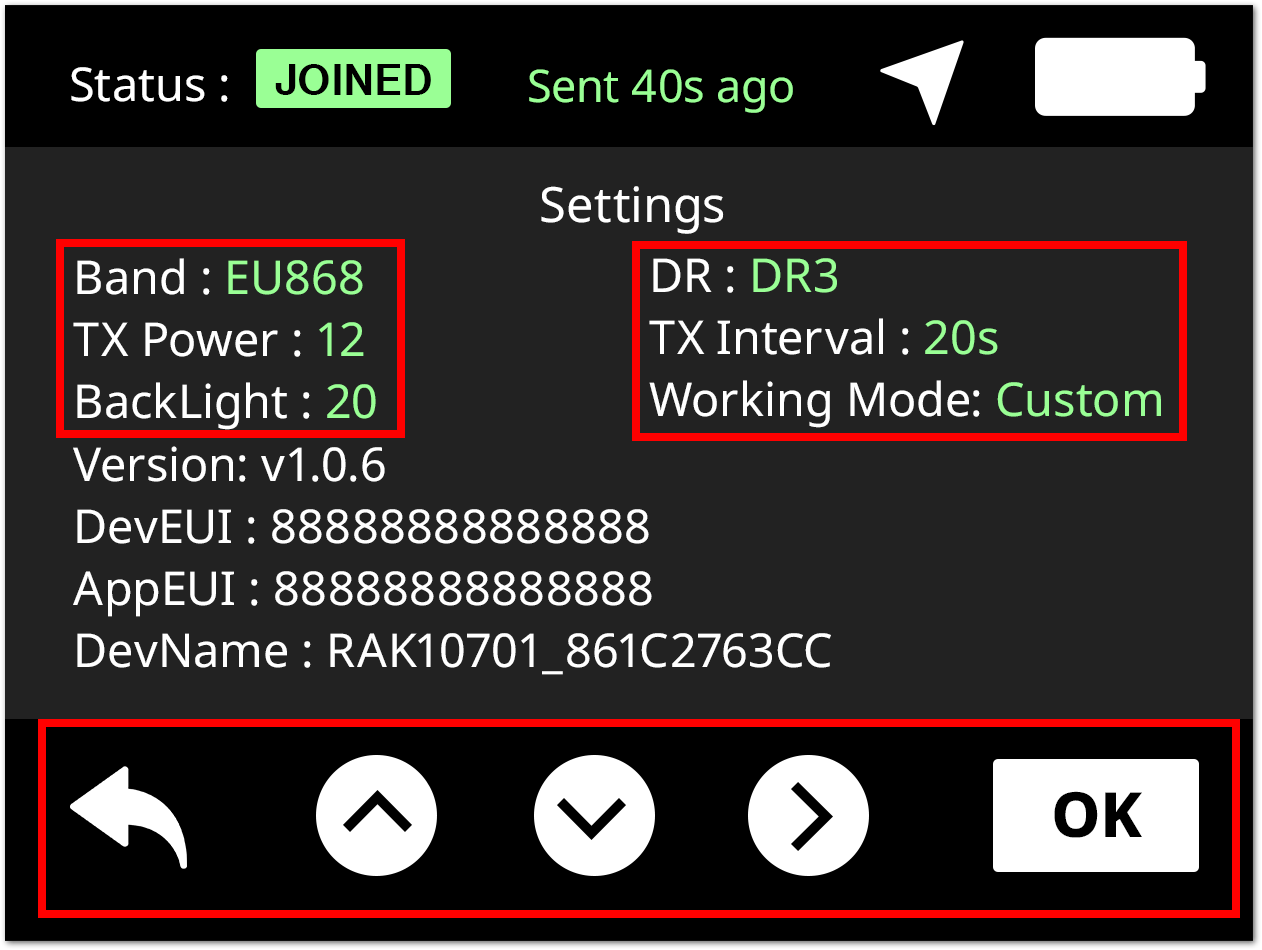 Status : JOINED Sent 40s ago
Settings
Band : EU868 DR : DR3
TX Power : 12 TX Interval : 20s
BackLight : 20 Working Mode: Custom
Version: v1.0.6
DevEUI : 88888888888888
AppEUI : 88888888888888
DevName : RAK10701_861C2763CC
OK